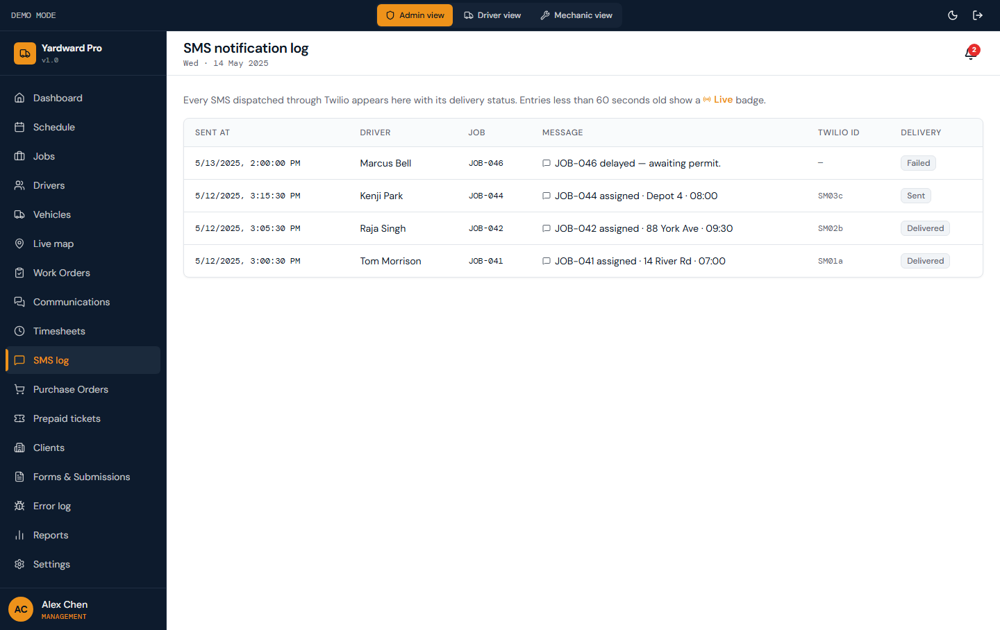 DEMO MODE
Admin view
Driver view
Mechanic view
Yardward Pro
v1.0
Dashboard
Schedule
Jobs
Drivers
Vehicles
Live map
Work Orders
Communications
Timesheets
SMS log
Purchase Orders
Prepaid tickets
Clients
Forms & Submissions
Error log
Reports
Settings
AC
Alex Chen
MANAGEMENT
SMS notification log
Wed · 14 May 2025
2
Every SMS dispatched through Twilio appears here with its delivery status. Entries less than 60 seconds old show a Live badge.
SENT AT DRIVER JOB MESSAGE TWILIO ID DELIVERY
5/13/2025, 2:00:00 PM Marcus Bell JOB-046 JOB-046 delayed — awaiting permit. — Failed
5/12/2025, 3:15:30 PM Kenji Park JOB-044 JOB-044 assigned · Depot 4 · 08:00 SM03c Sent
5/12/2025, 3:05:30 PM Raja Singh JOB-042 JOB-042 assigned · 88 York Ave · 09:30 SM02b Delivered
5/12/2025, 3:00:30 PM Tom Morrison JOB-041 JOB-041 assigned · 14 River Rd · 07:00 SM01a Delivered